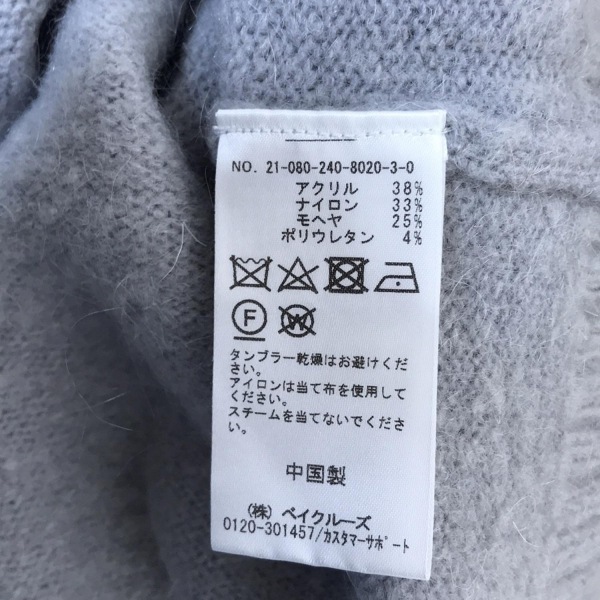 NO. 21-080-240-8020-3-0
アクリル 38%
ナイロン 33%
モヘヤ 25%
ポリウレタン 4%
F W
タンブラー乾燥はお避けくだ
さい。
アイロンは当て布を使用して
ください。
スチームを当てないでくださ
い。
中国製
(株) ベイクルーズ
0120-301457/カスタマーサポート